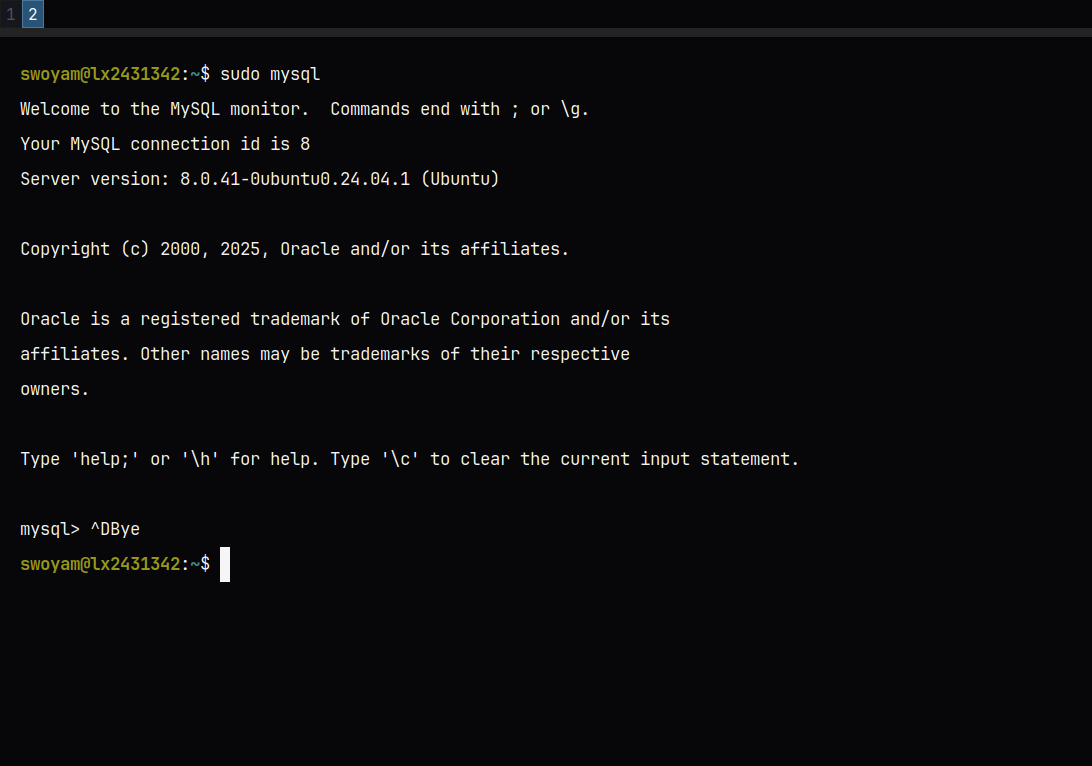 1 2
swoyam@lx2431342:~$ sudo mysql
Welcome to the MySQL monitor.  Commands end with ; or \g.
Your MySQL connection id is 8
Server version: 8.0.41-0ubuntu0.24.04.1 (Ubuntu)
Copyright (c) 2000, 2025, Oracle and/or its affiliates.
Oracle is a registered trademark of Oracle Corporation and/or its
affiliates. Other names may be trademarks of their respective
owners.
Type 'help;' or '\h' for help. Type '\c' to clear the current input statement.
mysql> ^DBye
swoyam@lx2431342:~$